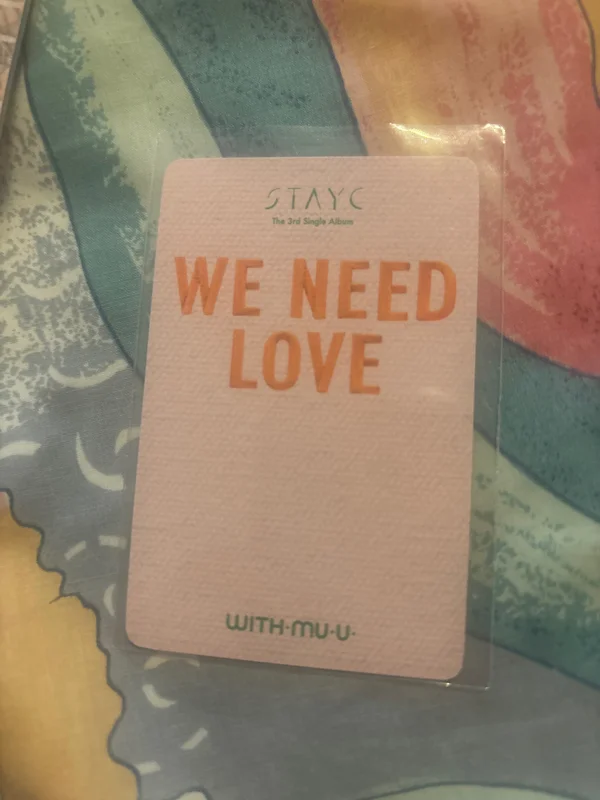 STAYC
The 3rd Single Album
WE NEED
LOVE
WITH·MU·U·